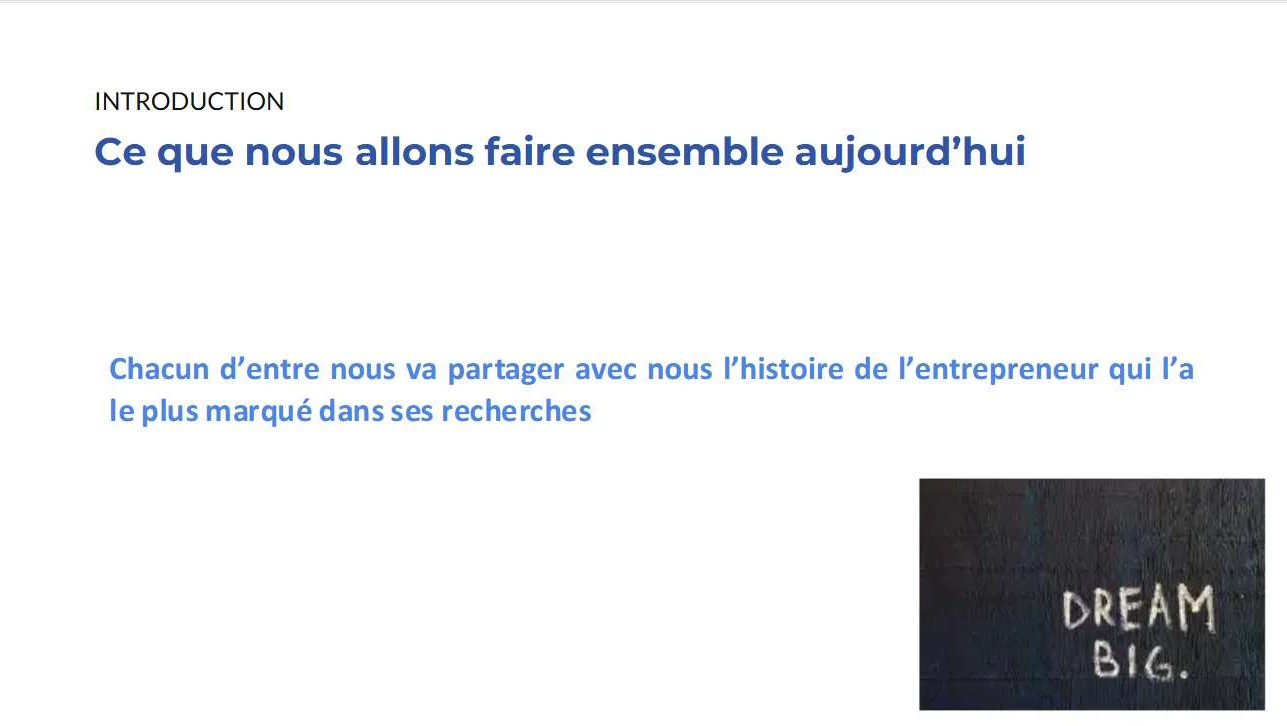 INTRODUCTION
Ce que nous allons faire ensemble aujourd’hui
Chacun d’entre nous va partager avec nous l’histoire de l’entrepreneur qui l’a
le plus marqué dans ses recherches
DREAM
BIG.